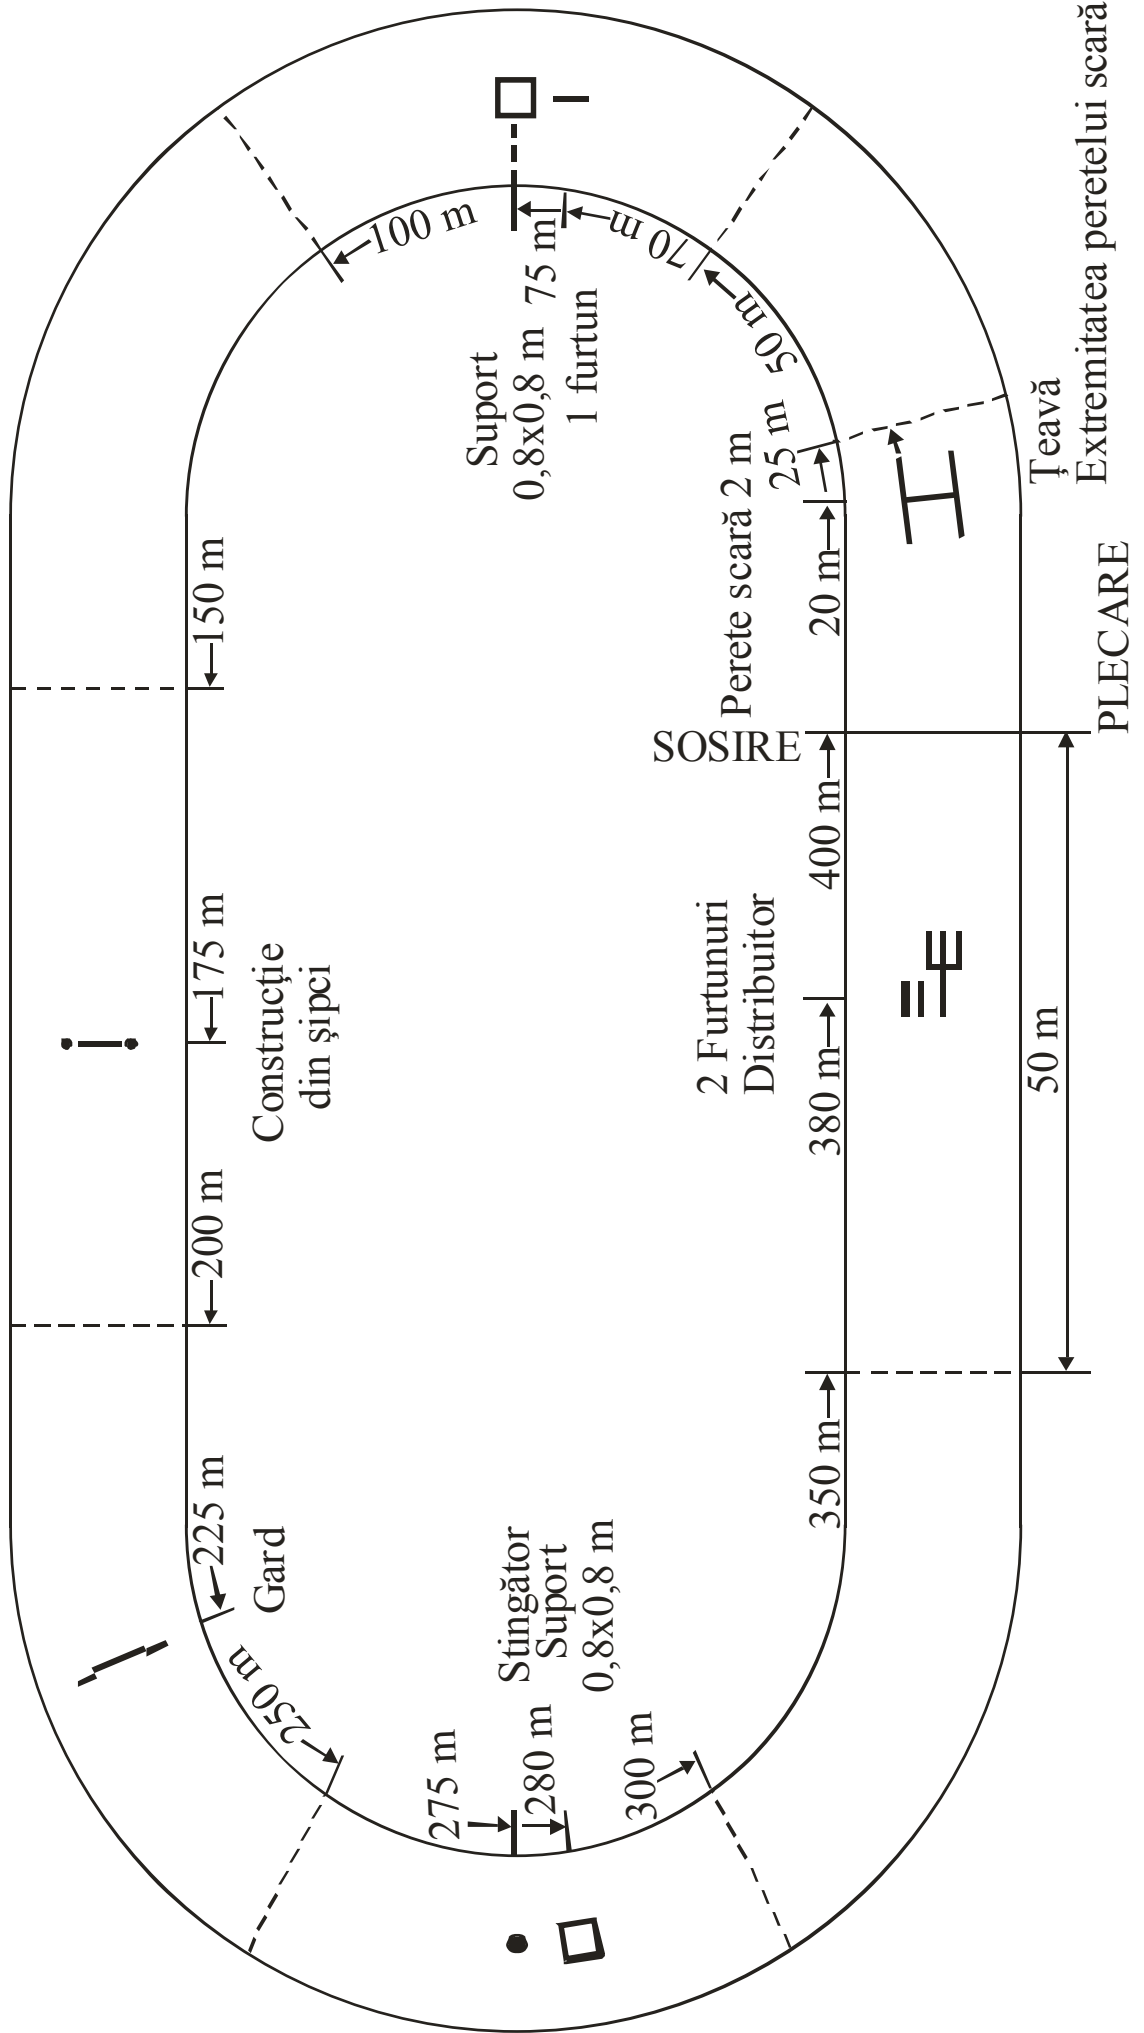 100 m
Suport
0,8x0,8 m
75 m
1 furtun
70 m
50 m
25 m
Perete scară 2 m
20 m
Țeavă
Extremitatea peretelui scară
PLECARE
SOSIRE
400 m
150 m
175 m
Construcție
din șipci
200 m
2 Furtunuri
Distribuitor
380 m
50 m
350 m
225 m
Gard
250 m
275 m
Stingător
Suport
0,8x0,8 m
280 m
300 m